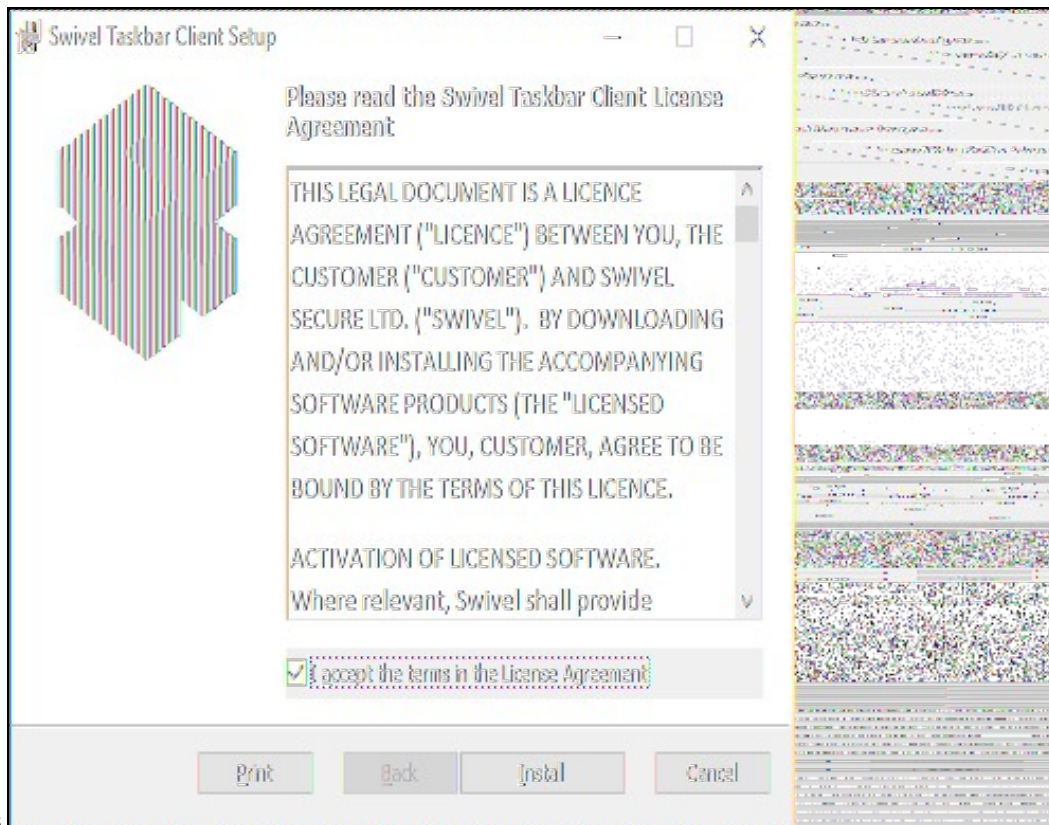 Swivel Taskbar Client Setup
Please read the Swivel Taskbar Client License
Agreement
THIS LEGAL DOCUMENT IS A LICENCE
AGREEMENT ("LICENCE") BETWEEN YOU, THE
CUSTOMER ("CUSTOMER") AND SWIVEL
SECURE LTD. ("SWIVEL").  BY DOWNLOADING
AND/OR INSTALLING THE ACCOMPANYING
SOFTWARE PRODUCTS (THE "LICENSED
SOFTWARE"), YOU, CUSTOMER, AGREE TO BE
BOUND BY THE TERMS OF THIS LICENCE.
ACTIVATION OF LICENSED SOFTWARE.
Where relevant, Swivel shall provide
I accept the terms in the License Agreement
Print Back Install Cancel